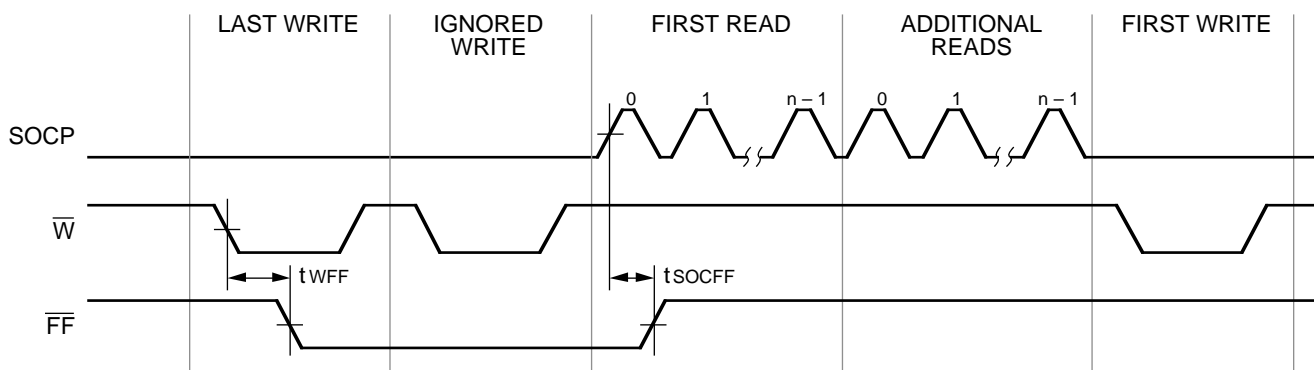 LAST WRITE
IGNORED
WRITE
FIRST READ
ADDITIONAL
READS
FIRST WRITE
0 1 n – 1 0 1 n – 1
SOCP
W̅
tWFF
tSOCFF
F̅F̅